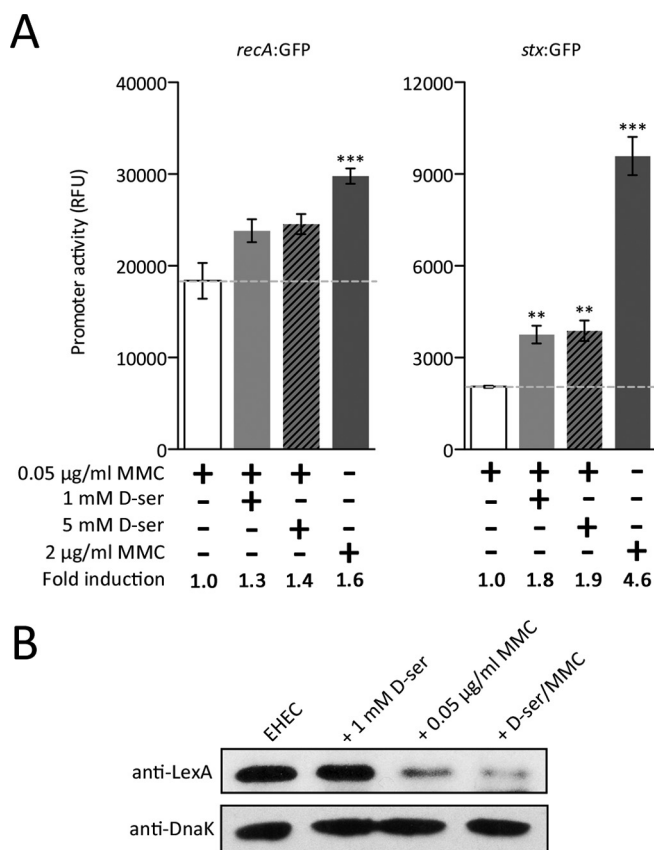 A
recA:GFP
stx:GFP
Promoter activity (RFU)
40000
30000
20000
10000
0
***
12000
9000
6000
3000
0
**
**
***
0.05 µg/ml MMC + + + - + + + -
1 mM D-ser - + - - - + - -
5 mM D-ser - - + - - - + -
2 µg/ml MMC - - - + - - - +
Fold induction 1.0 1.3 1.4 1.6 1.0 1.8 1.9 4.6
B
EHEC
+ 1 mM D-ser
+ 0.05 µg/ml MMC
+ D-ser/MMC
anti-LexA
anti-DnaK